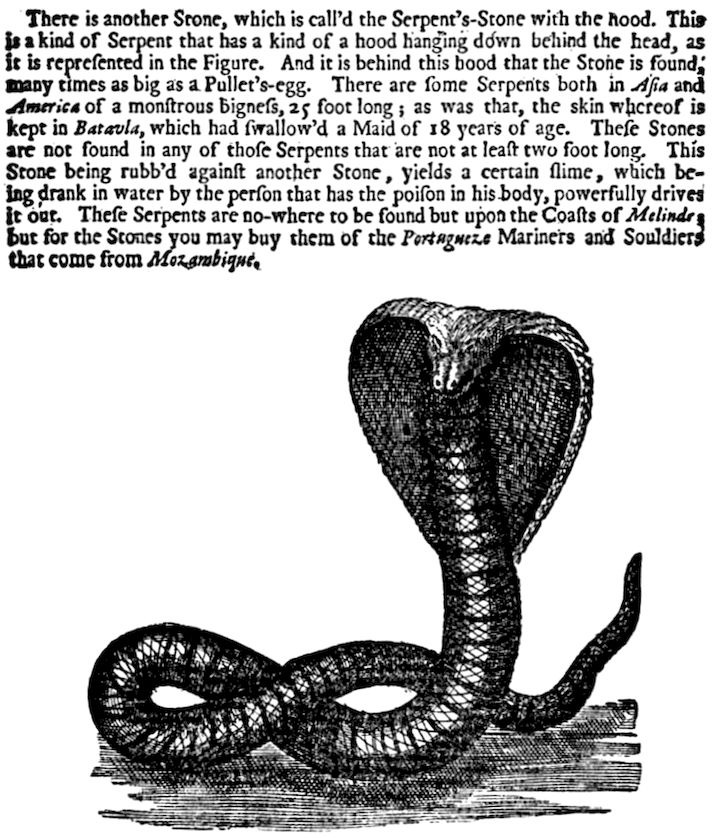 There is another Stone, which is call'd the Serpent's-Stone with the hood. This
is a kind of Serpent that has a kind of a hood hanging down behind the head, as
it is repreſented in the Figure. And it is behind this hood that the Stone is found,
many times as big as a Pullet's-egg. There are ſome Serpents both in Aſia and
America of a monſtrous bigneſs, 25 foot long; as was that, the skin whereof is
kept in Batavla, which had ſwallow'd a Maid of 18 years of age. Theſe Stones
are not found in any of thoſe Serpents that are not at leaſt two foot long. This
Stone being rubb'd againſt another Stone, yields a certain ſlime, which be-
ing drank in water by the perſon that has the poiſon in his body, powerfully drives
it out. Theſe Serpents are no-where to be found but upon the Coaſts of Melinde;
but for the Stones you may buy them of the Portugueze Mariners and Souldiers
that come from Mozambique.